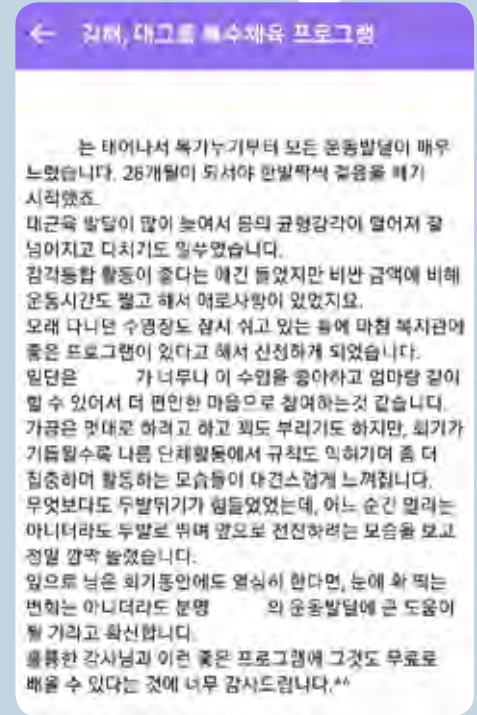 ← 김해, 대그룹 특수체육 프로그램
는 태어나서 목가누기부터 모든 운동발달이 매우
느렸습니다. 28개월이 되서야 한발짝씩 걸음을 떼기
시작했죠.
대근육 발달이 많이 늦여서 몸의 균형감각이 떨어져 잘
넘어지고 다치기도 일쑤였습니다.
감각통합 활동이 좋다는 얘긴 들었지만 비싼 금액에 비해
운동시간도 짧고 해서 애로사항이 있었지요.
오래 다니던 수영장도 잠시 쉬고 있는 틈에 마침 복지관에
좋은 프로그램이 있다고 해서 신청하게 되었습니다.
일단은 가 너무나 이 수업을 좋아하고 엄마랑 같이
할 수 있어서 더 편안한 마음으로 참여하는것 같습니다.
가끔은 멋대로 하려고 하고 꾀도 부리기도 하지만, 회기가
거듭될수록 나름 단체활동에서 규칙도 익히기며 좀 더
집중하며 활동하는 모습들이 대견스럽게 느껴집니다.
무엇보다도 두발뛰기가 힘들었었는데, 어느 순간 멀리는
아니더라도 두발로 뛰며 앞으로 전진하려는 모습을 보고
정말 깜짝 놀랐습니다.
앞으로 남은 회기동안에도 열심히 한다면, 눈에 확 띄는
변화는 아니더라도 분명 의 운동발달에 큰 도움이
될 거라고 확신합니다.
훌륭한 강사님과 이런 좋은 프로그램에 그것도 무료로
배울 수 있다는 것에 너무 감사드립니다.^^